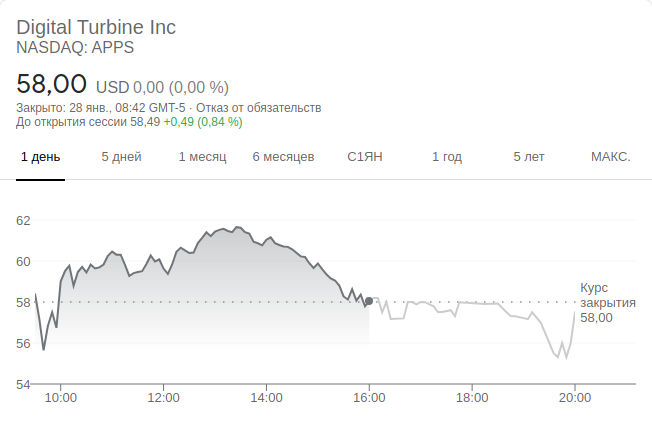 Digital Turbine Inc
NASDAQ: APPS
58,00 USD 0,00 (0,00 %)
Закрыто: 28 янв., 08:42 GMT-5 · Отказ от обязательств
До открытия сессии 58,49 +0,49 (0,84 %)
1 день 5 дней 1 месяц 6 месяцев С1ЯН 1 год 5 лет МАКС.
62
60
58
56
54
Курс
закрытия
58,00
10:00 12:00 14:00 16:00 18:00 20:00